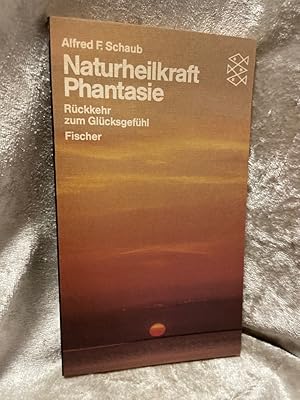 Alfred F. Schaub
Naturheilkraft
Phantasie
Rückkehr
zum Glücksgefühl
Fischer